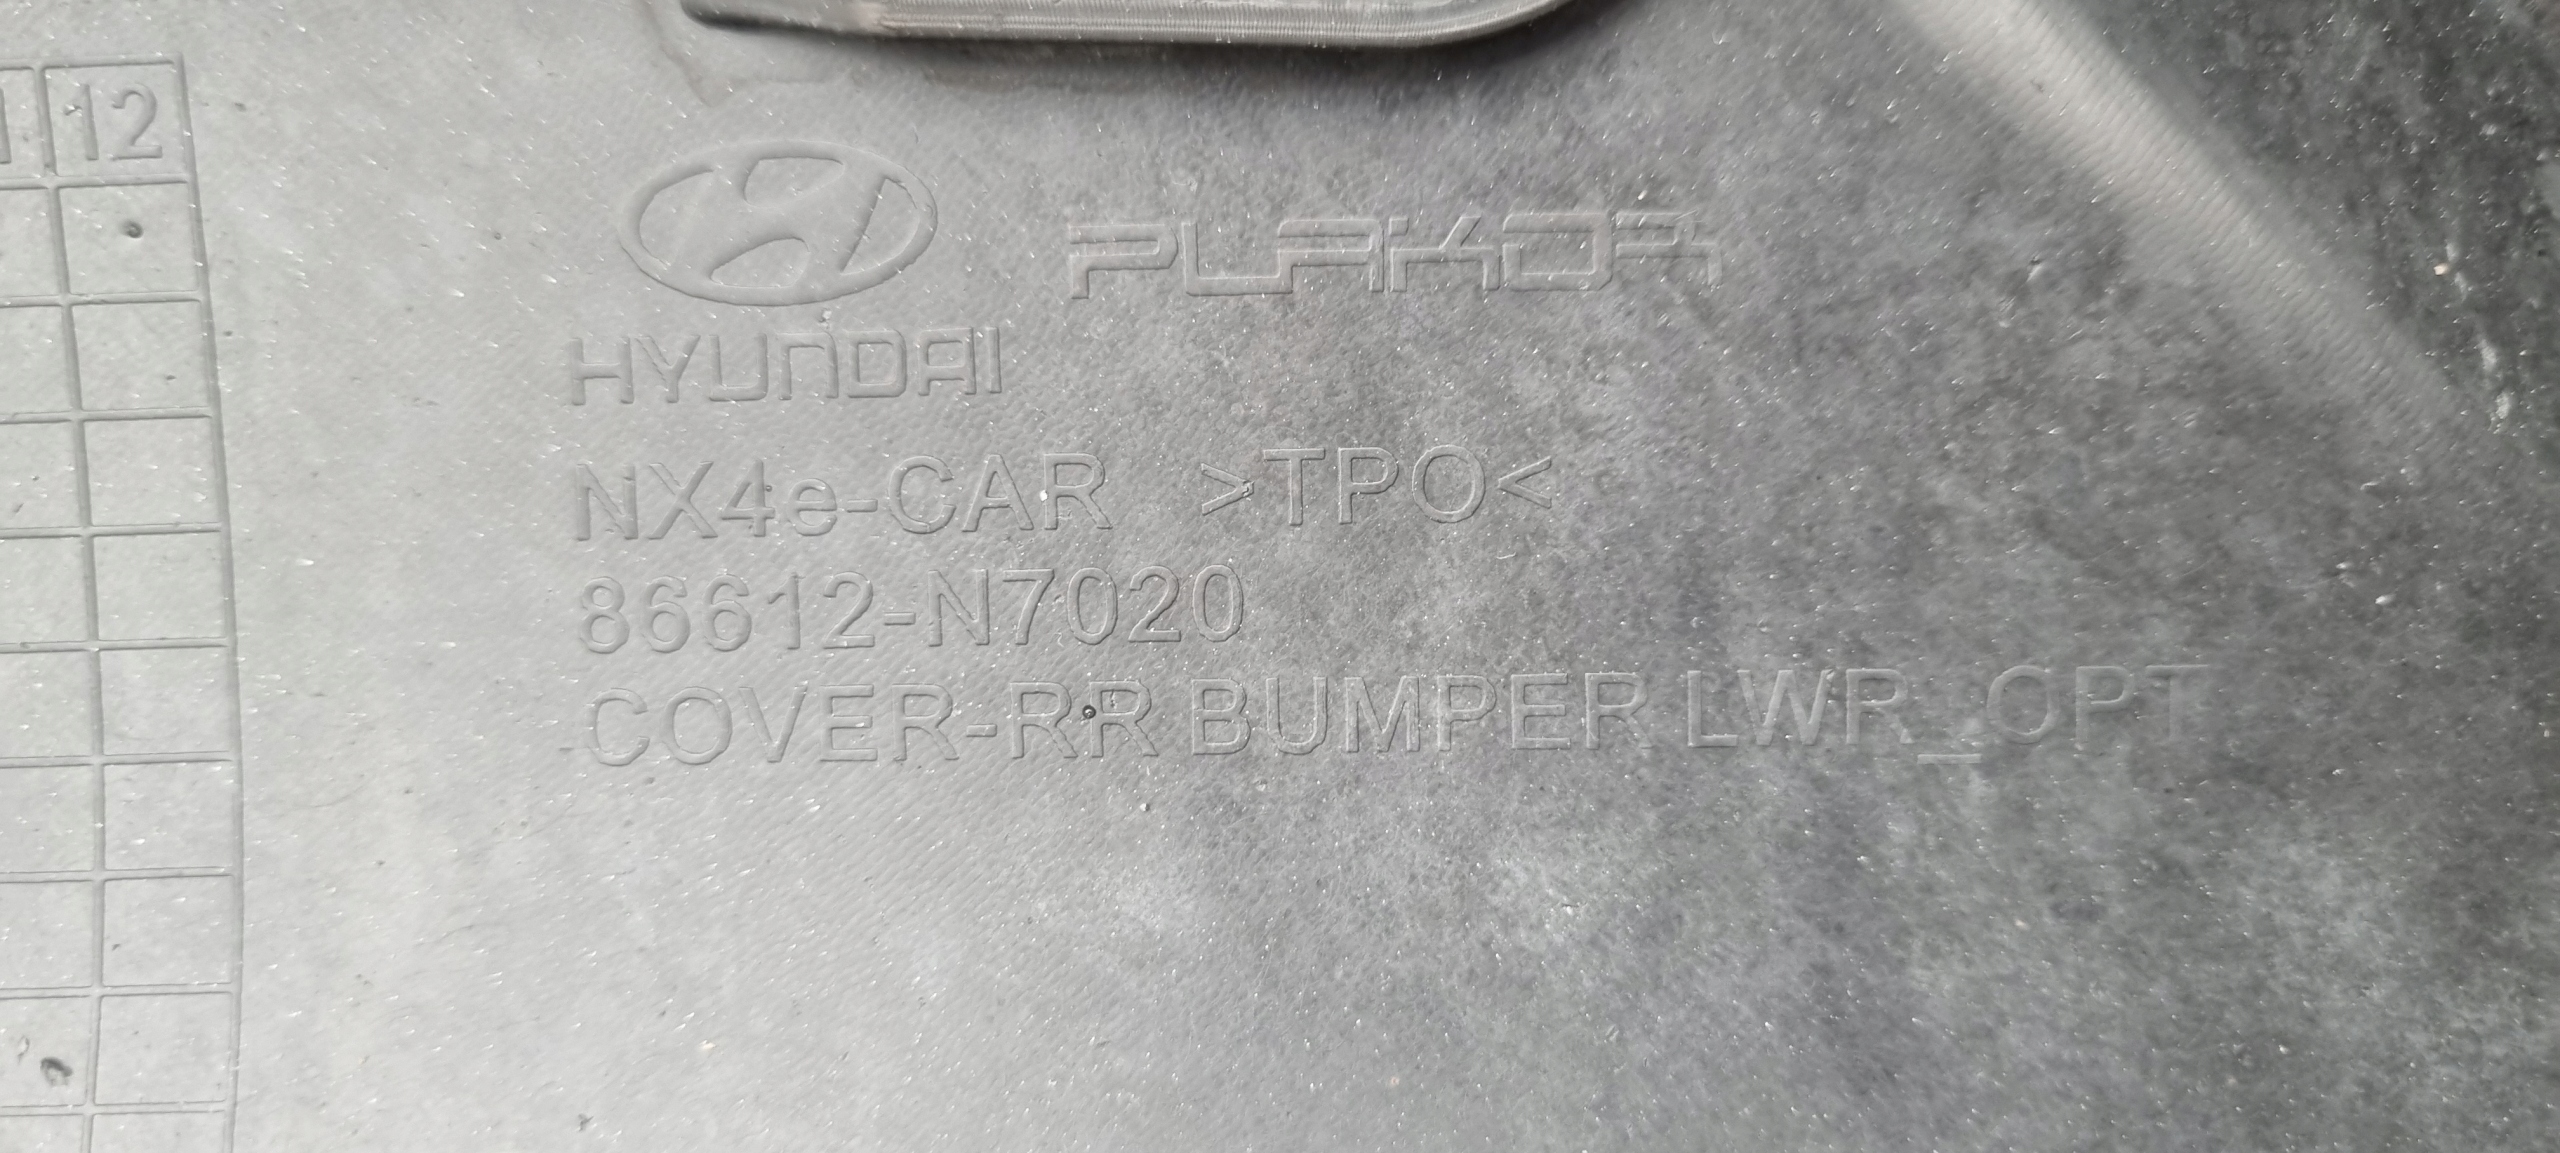 12
PLAKOR
HYUNDAI
NX4e-CAR >TPO<
86612-N7020
COVER-RR BUMPER LWR_OPT